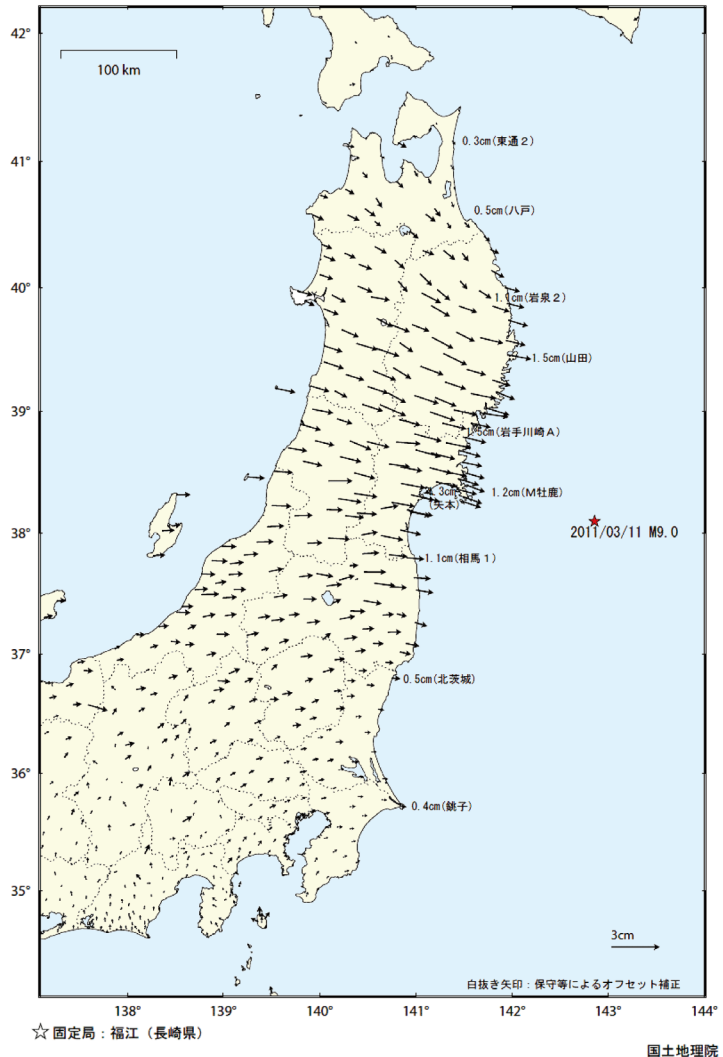 42°
100 km
0.3cm(東通2)
41°
0.5cm(八戸)
40°
1.1cm(岩泉2)
1.5cm(山田)
39°
(岩手川崎A)
1.2cm(M牡鹿)
(矢本)
38°
2011/03/11 M9.0
1.1cm(相馬1)
37°
0.5cm(北茨城)
36°
0.4cm(銚子)
35°
3cm
白抜き矢印:保守等によるオフセット補正
138° 139° 140° 141° 142° 143° 144°
☆ 固定局:福江(長崎県)
国土地理院